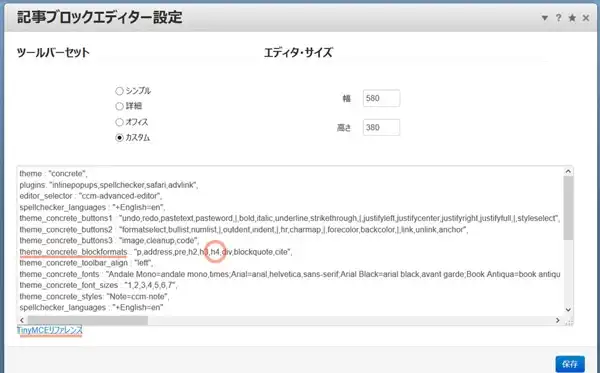 記事ブロックエディター設定
ツールバーセット
エディタ・サイズ
シンプル
詳細
オフィス
カスタム
幅 580
高さ 380
theme : "concrete",
plugins: "inlinepopups,spellchecker,safari,advlink",
editor_selector : "ccm-advanced-editor",
spellchecker_languages : "+English=en",
theme_concrete_buttons1 : "undo,redo,pastetext,pasteword,|,bold,italic,underline,strikethrough,|,justifyleft,justifycenter,justifyright,justifyfull,|,styleselect",
theme_concrete_buttons2 : "formatselect,bullist,numlist,|,outdent,indent,|,hr,charmap,|,forecolor,backcolor,|,link,unlink,anchor",
theme_concrete_buttons3 : "image,cleanup,code",
theme_concrete_blockformats : "p,address,pre,h2,h3,h4,div,blockquote,cite",
theme_concrete_toolbar_align : "left",
theme_concrete_fonts : "Andale Mono=andale mono,times;Arial=arial,helvetica,sans-serif;Arial Black=arial black,avant garde;Book Antiqua=book antiqu
theme_concrete_font_sizes : "1,2,3,4,5,6,7",
theme_concrete_styles: "Note=ccm-note",
spellchecker_languages : "+English=en"
TinyMCEリファレンス
保存